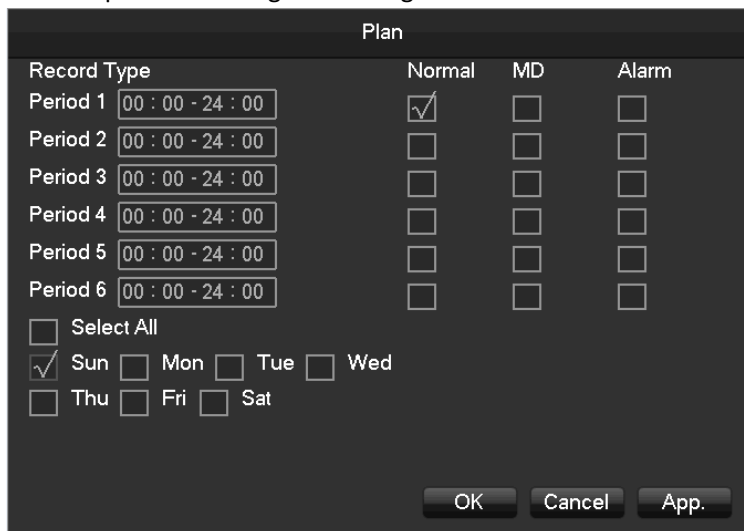 Plan
Record Type Normal MD Alarm
Period 1 00 : 00 - 24 : 00
Period 2 00 : 00 - 24 : 00
Period 3 00 : 00 - 24 : 00
Period 4 00 : 00 - 24 : 00
Period 5 00 : 00 - 24 : 00
Period 6 00 : 00 - 24 : 00
Select All
Sun Mon Tue Wed
Thu Fri Sat
OK Cancel App.